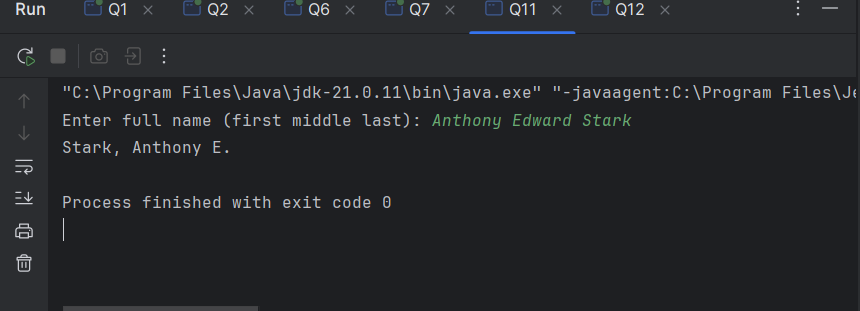 Run Q1 Q2 Q6 Q7 Q11 Q12
"C:\Program Files\Java\jdk-21.0.11\bin\java.exe" "-javaagent:C:\Program Files\Je
Enter full name (first middle last): Anthony Edward Stark
Stark, Anthony E.
Process finished with exit code 0